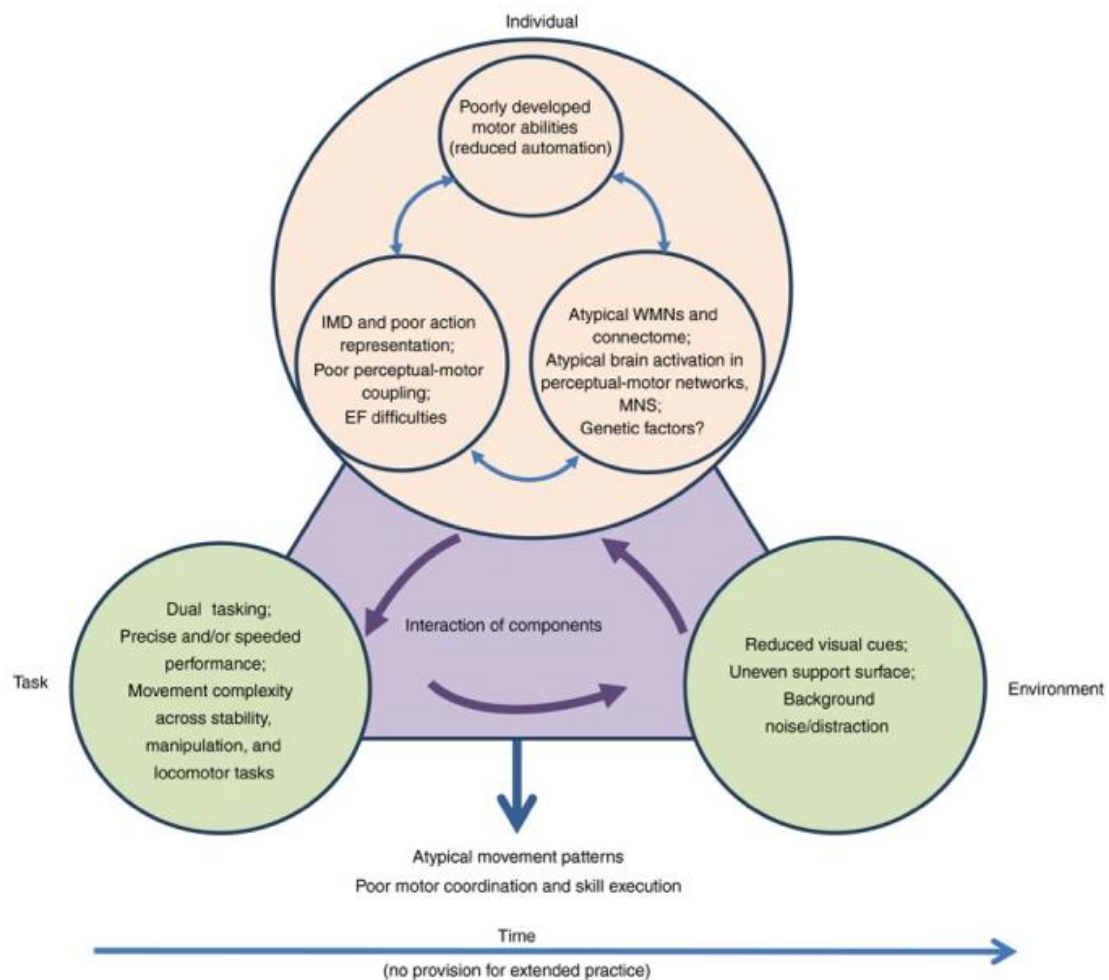 Individual
Poorly developed
motor abilities
(reduced automation)
IMD and poor action
representation;
Poor perceptual-motor
coupling;
EF difficulties
Atypical WMNs and
connectome;
Atypical brain activation in
perceptual-motor networks,
MNS;
Genetic factors?
Task
Dual tasking;
Precise and/or speeded
performance;
Movement complexity
across stability,
manipulation, and
locomotor tasks
Interaction of components
Reduced visual cues;
Uneven support surface;
Background
noise/distraction
Environment
Atypical movement patterns
Poor motor coordination and skill execution
Time
(no provision for extended practice)